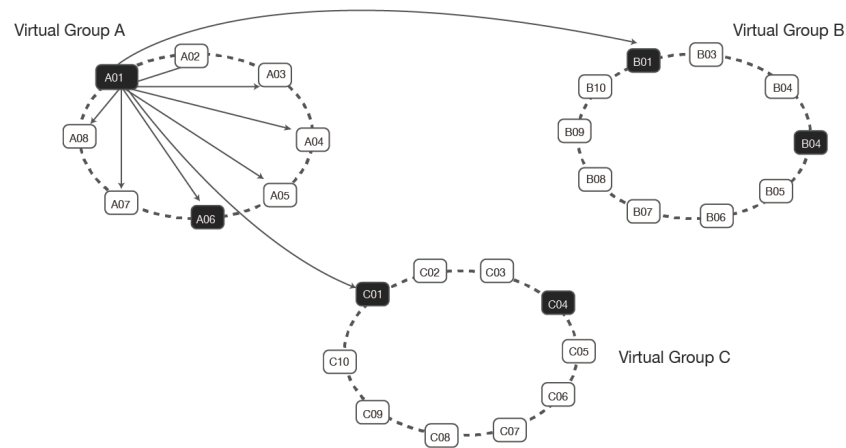 Virtual Group A
Virtual Group B
A01
A02
A03
A04
A05
A06
A07
A08
B01
B03
B04
B04
B05
B06
B07
B08
B09
B10
C01
C02
C03
C04
C05
C06
C07
C08
C09
C10
Virtual Group C